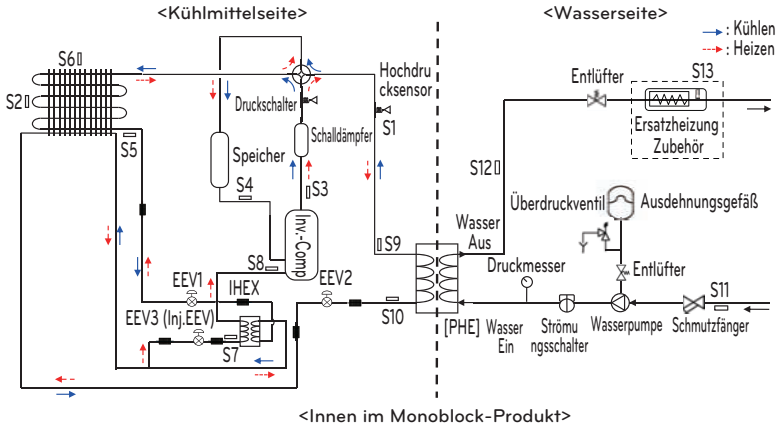 <Kühlmittelseite>
<Wasserseite>
: Kühlen
: Heizen
S6
S2
S5
Druckschalter
Schalldämpfer
Speicher
S4
S3
Inv.-Comp
S8
Hochdru
cksensor
S1
S9
EEV1
IHEX
EEV2
EEV3 (Inj.EEV)
S7
S10
[PHE]
Wasser
Aus
S12
Entlüfter
S13
Ersatzheizung
Zubehör
Überdruckventil
Ausdehnungsgefäß
Entlüfter
Druckmesser
Wasser
Ein
Strömu
ngsschalter
Wasserpumpe
S11
Schmutzfänger
<Innen im Monoblock-Produkt>